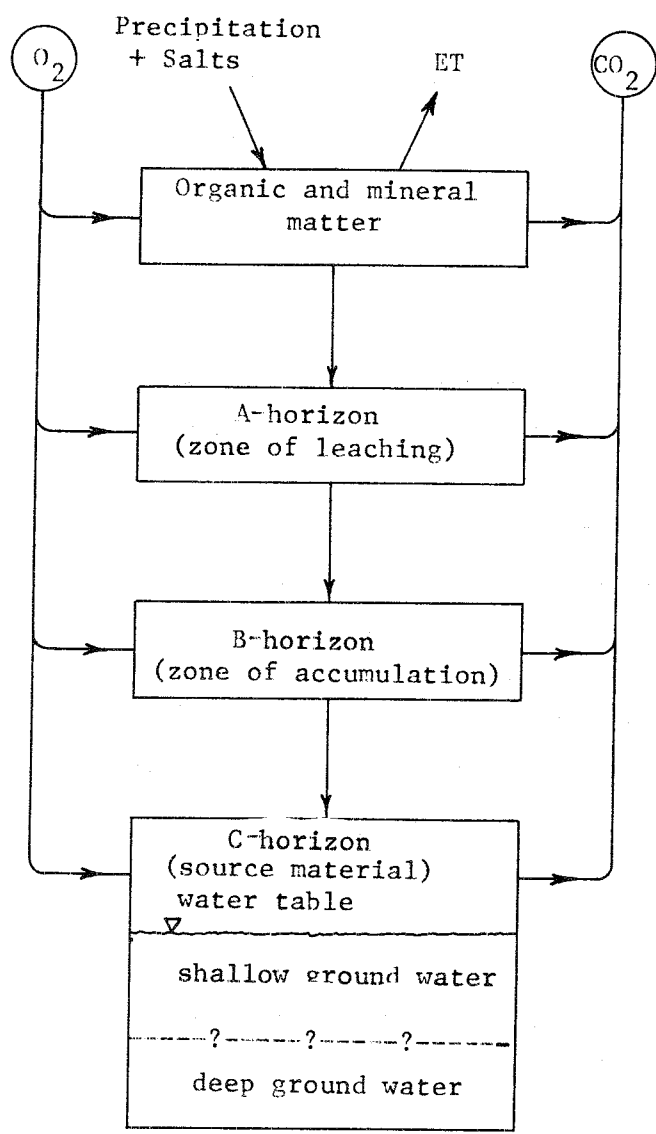 Precipitation
+ Salts
O2
ET
CO2
Organic and mineral
matter
A-horizon
(zone of leaching)
B-horizon
(zone of accumulation)
C-horizon
(source material)
water table
shallow ground water
? ? ?
deep ground water